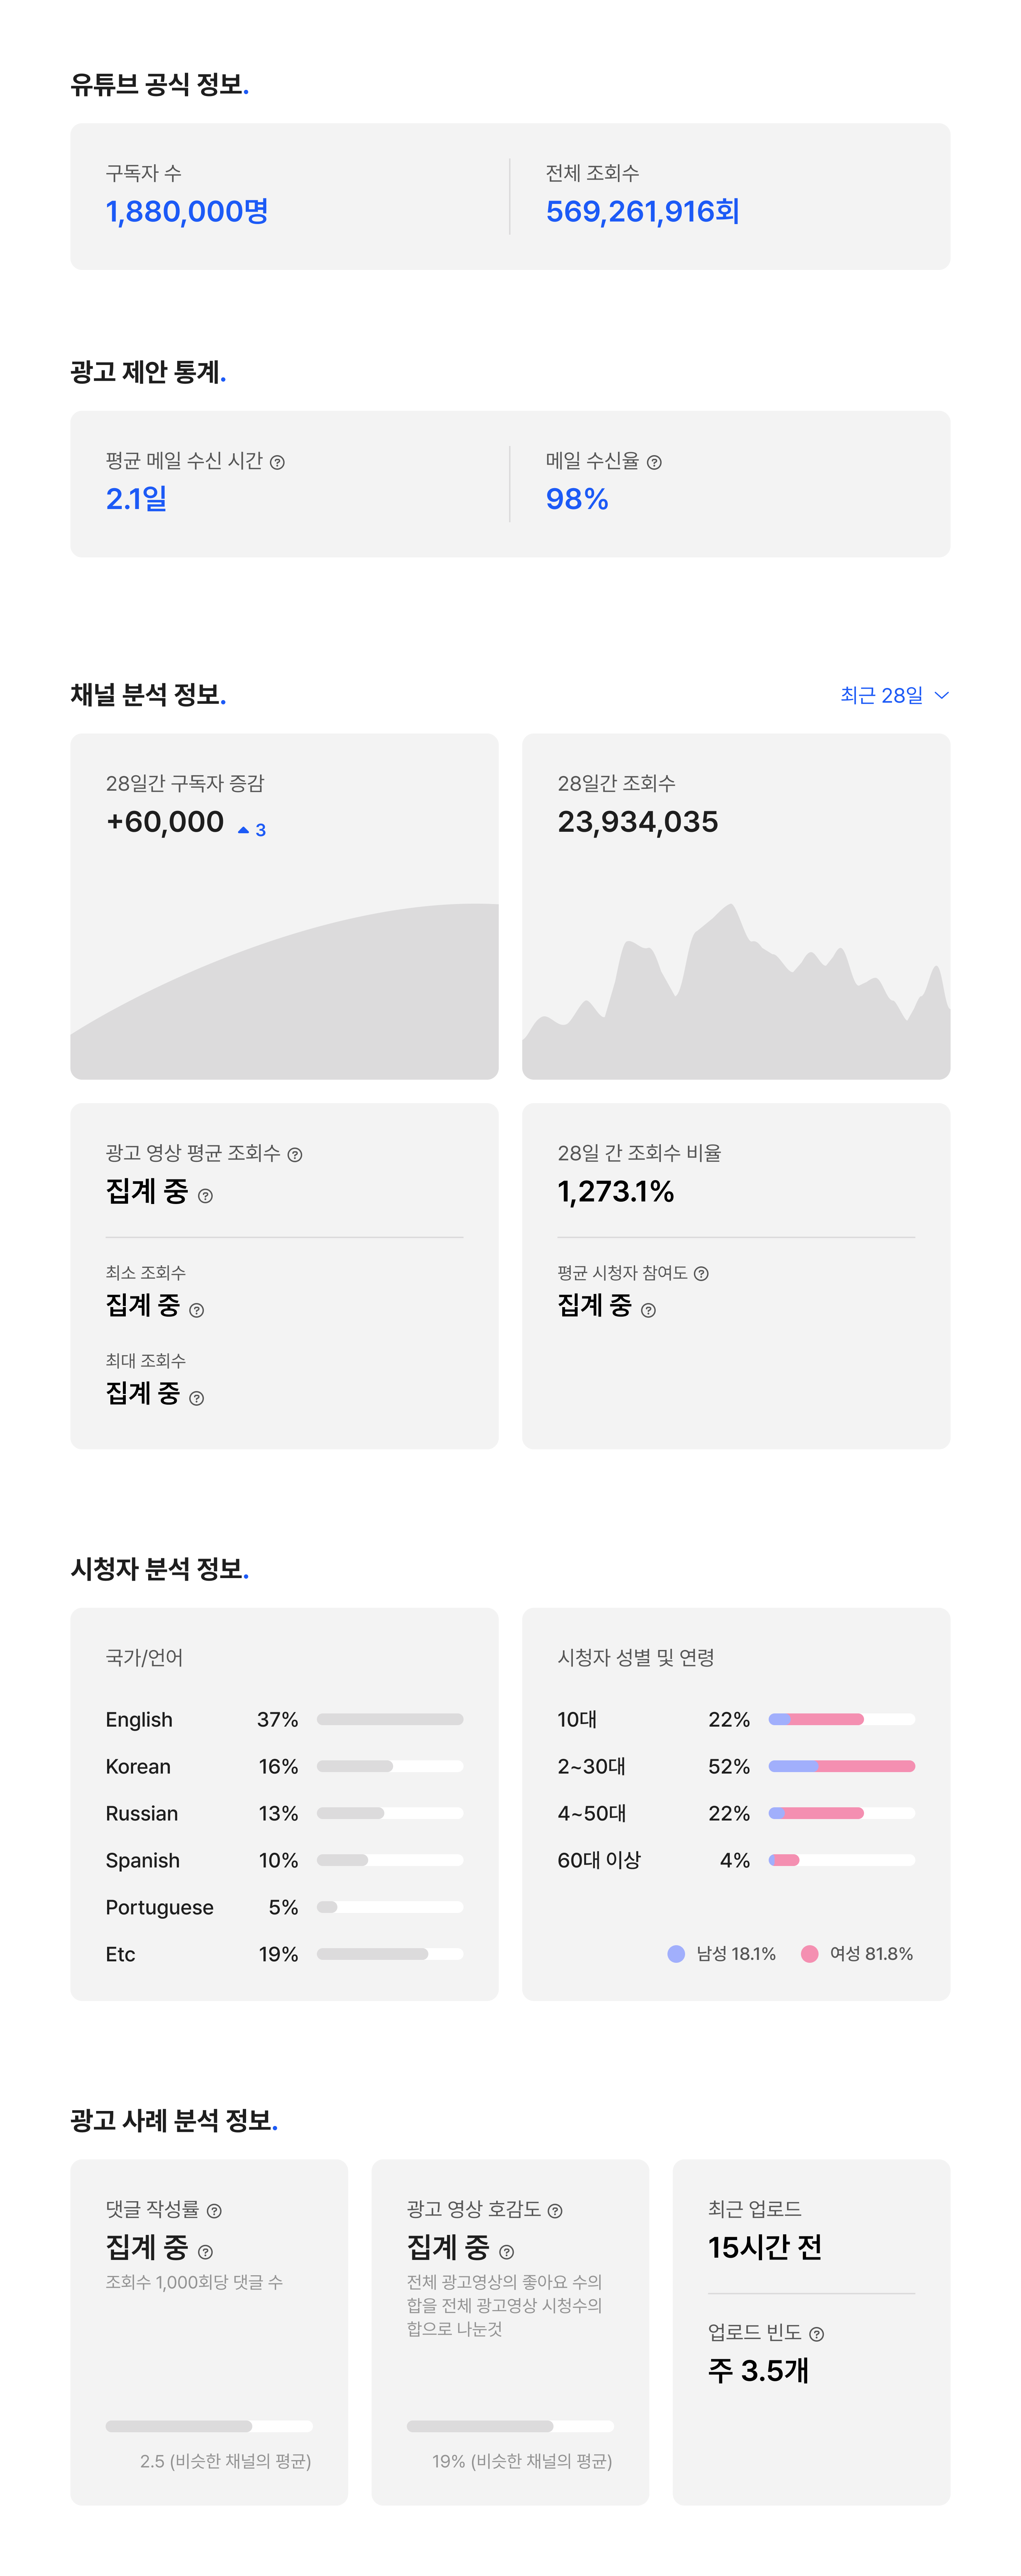 유튜브 공식 정보.
구독자 수
1,880,000명
전체 조회수
569,261,916회
광고 제안 통계.
평균 메일 수신 시간 ?
2.1일
메일 수신율 ?
98%
채널 분석 정보.
최근 28일
28일간 구독자 증감
+60,000 ▲ 3
28일간 조회수
23,934,035
광고 영상 평균 조회수 ?
집계 중 ?
최소 조회수
집계 중 ?
최대 조회수
집계 중 ?
28일 간 조회수 비율
1,273.1%
평균 시청자 참여도 ?
집계 중 ?
시청자 분석 정보.
국가/언어
English 37%
Korean 16%
Russian 13%
Spanish 10%
Portuguese 5%
Etc 19%
시청자 성별 및 연령
10대 22%
2~30대 52%
4~50대 22%
60대 이상 4%
남성 18.1% 여성 81.8%
광고 사례 분석 정보.
댓글 작성률 ?
집계 중 ?
조회수 1,000회당 댓글 수
2.5 (비슷한 채널의 평균)
광고 영상 호감도 ?
집계 중 ?
전체 광고영상의 좋아요 수의
합을 전체 광고영상 시청수의
합으로 나눈것
19% (비슷한 채널의 평균)
최근 업로드
15시간 전
업로드 빈도 ?
주 3.5개